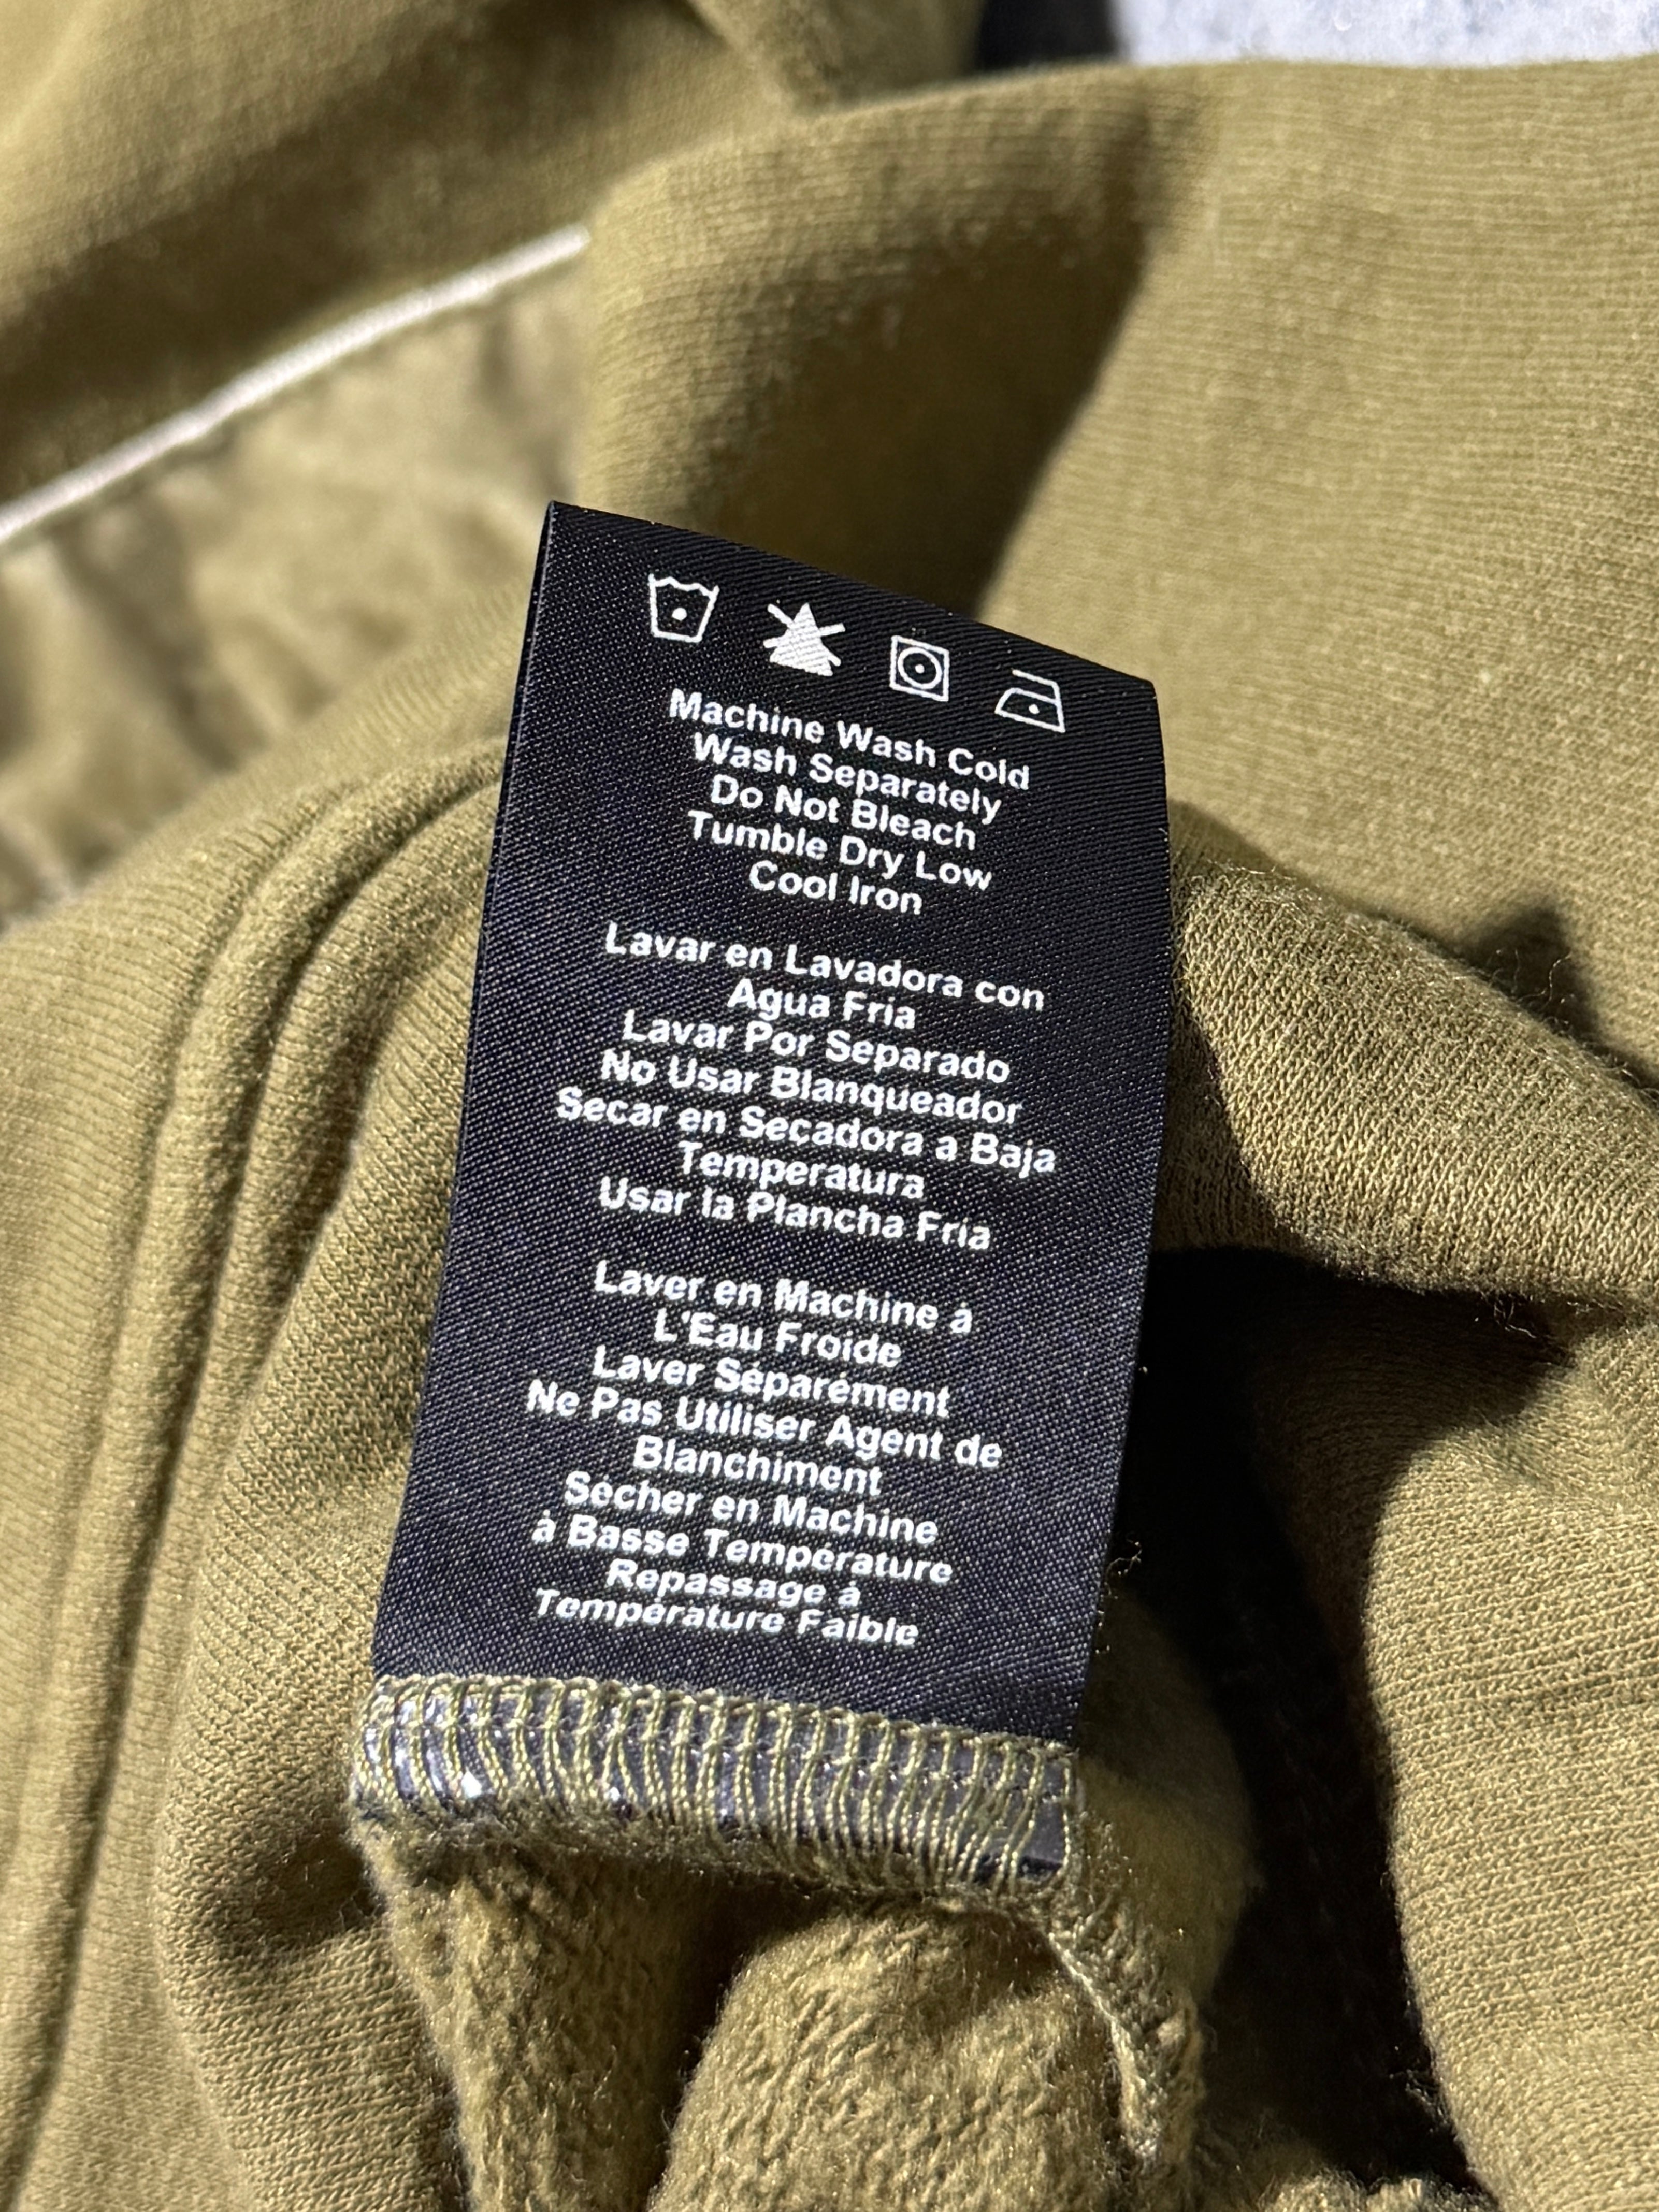 Machine Wash Cold
Wash Separately
Do Not Bleach
Tumble Dry Low
Cool Iron
Lavar en Lavadora con
Agua Fría
Lavar Por Separado
No Usar Blanqueador
Secar en Secadora a Baja
Temperatura
Usar la Plancha Fría
Laver en Machine à
L'Eau Froide
Laver Séparément
Ne Pas Utiliser Agent de
Blanchiment
Sécher en Machine
à Basse Température
Repassage à
Température Faible